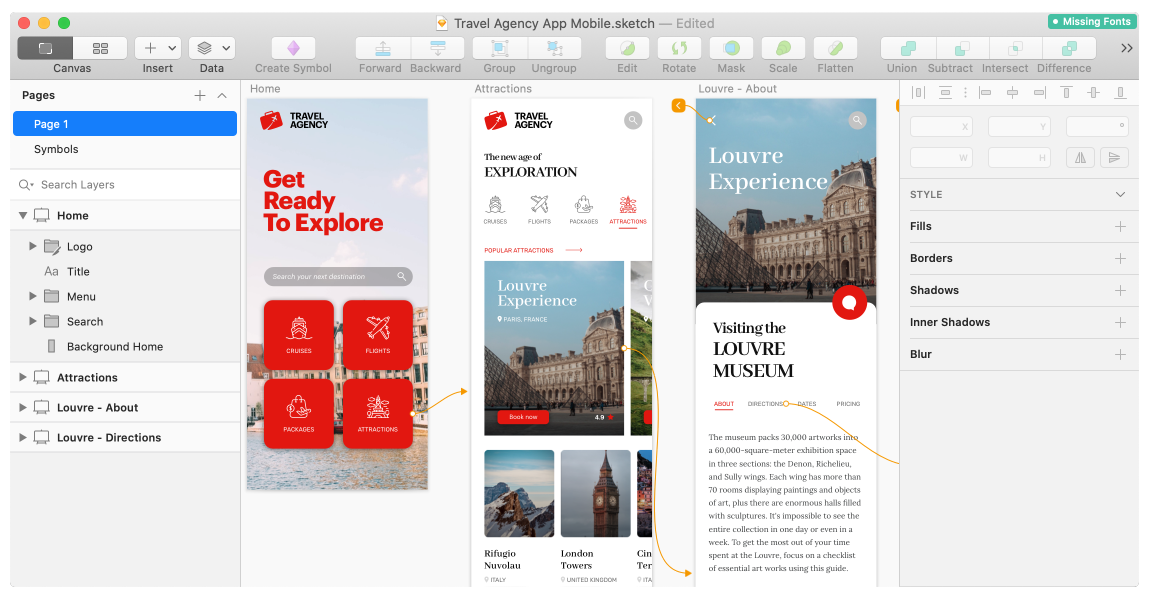 Travel Agency App Mobile.sketch — Edited
Missing Fonts
Canvas
Insert
Data
Create Symbol
Forward
Backward
Group
Ungroup
Edit
Rotate
Mask
Scale
Flatten
Union
Subtract
Intersect
Difference
Pages
Page 1
Symbols
Search Layers
Home
Logo
Aa Title
Menu
Search
Background Home
Attractions
Louvre - About
Louvre - Directions
Home
TRAVEL
AGENCY
Get
Ready
To Explore
Search your next destination
CRUISES
FLIGHTS
PACKAGES
ATTRACTIONS
Attractions
TRAVEL
AGENCY
The new age of
EXPLORATION
CRUISES
FLIGHTS
PACKAGES
ATTRACTIONS
POPULAR ATTRACTIONS
Louvre
Experience
PARIS, FRANCE
Book now
4.9
C
V
Rifugio
Nuvolau
ITALY
London
Towers
UNITED KINGDOM
Cin
Ter
ITA
Louvre - About
Louvre
Experience
Visiting the
LOUVRE
MUSEUM
ABOUT
DIRECTIONS
DATES
PRICING
The museum packs 30,000 artworks into
a 60,000-square-meter exhibition space
in three sections: the Denon, Richelieu,
and Sully wings. Each wing has more than
70 rooms displaying paintings and objects
of art, plus there are enormous halls filled
with sculptures. It's impossible to see the
entire collection in one day or even in a
week. To get the most out of your time
spent at the Louvre, focus on a checklist
of essential art works using this guide.
X
Y
°
W
H
STYLE
Fills
Borders
Shadows
Inner Shadows
Blur